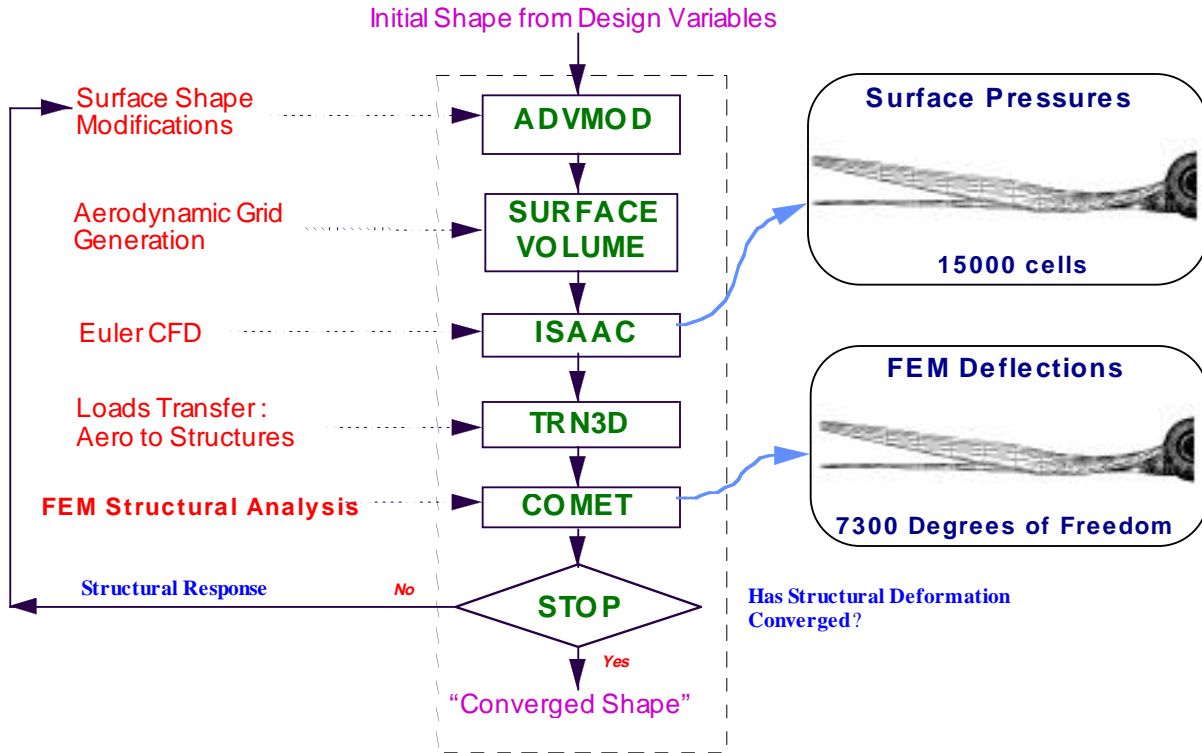 Initial Shape from Design Variables
Surface Shape
Modifications
ADVMOD
Aerodynamic Grid
Generation
SURFACE
VOLUME
Euler CFD
ISAAC
Loads Transfer :
Aero to Structures
TRN3D
FEM Structural Analysis
COMET
Structural Response
No
STOP
Has Structural Deformation
Converged?
Yes
“Converged Shape”
Surface Pressures
15000 cells
FEM Deflections
7300 Degrees of Freedom